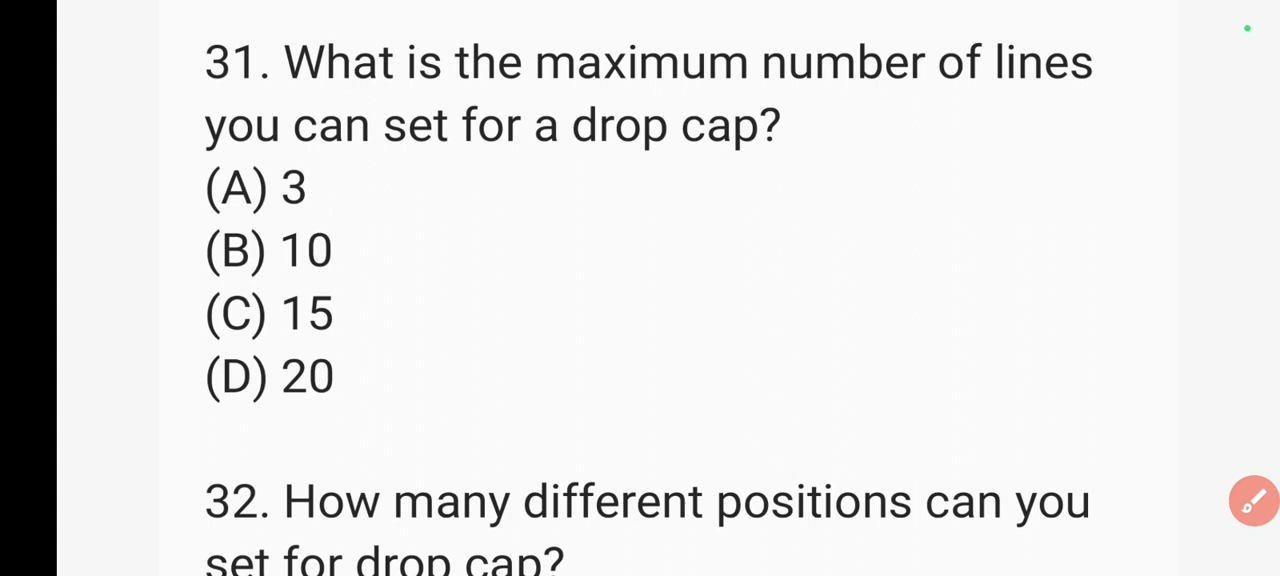 31. What is the maximum number of lines
you can set for a drop cap?
(A) 3
(B) 10
(C) 15
(D) 20
32. How many different positions can you
set for drop cap?